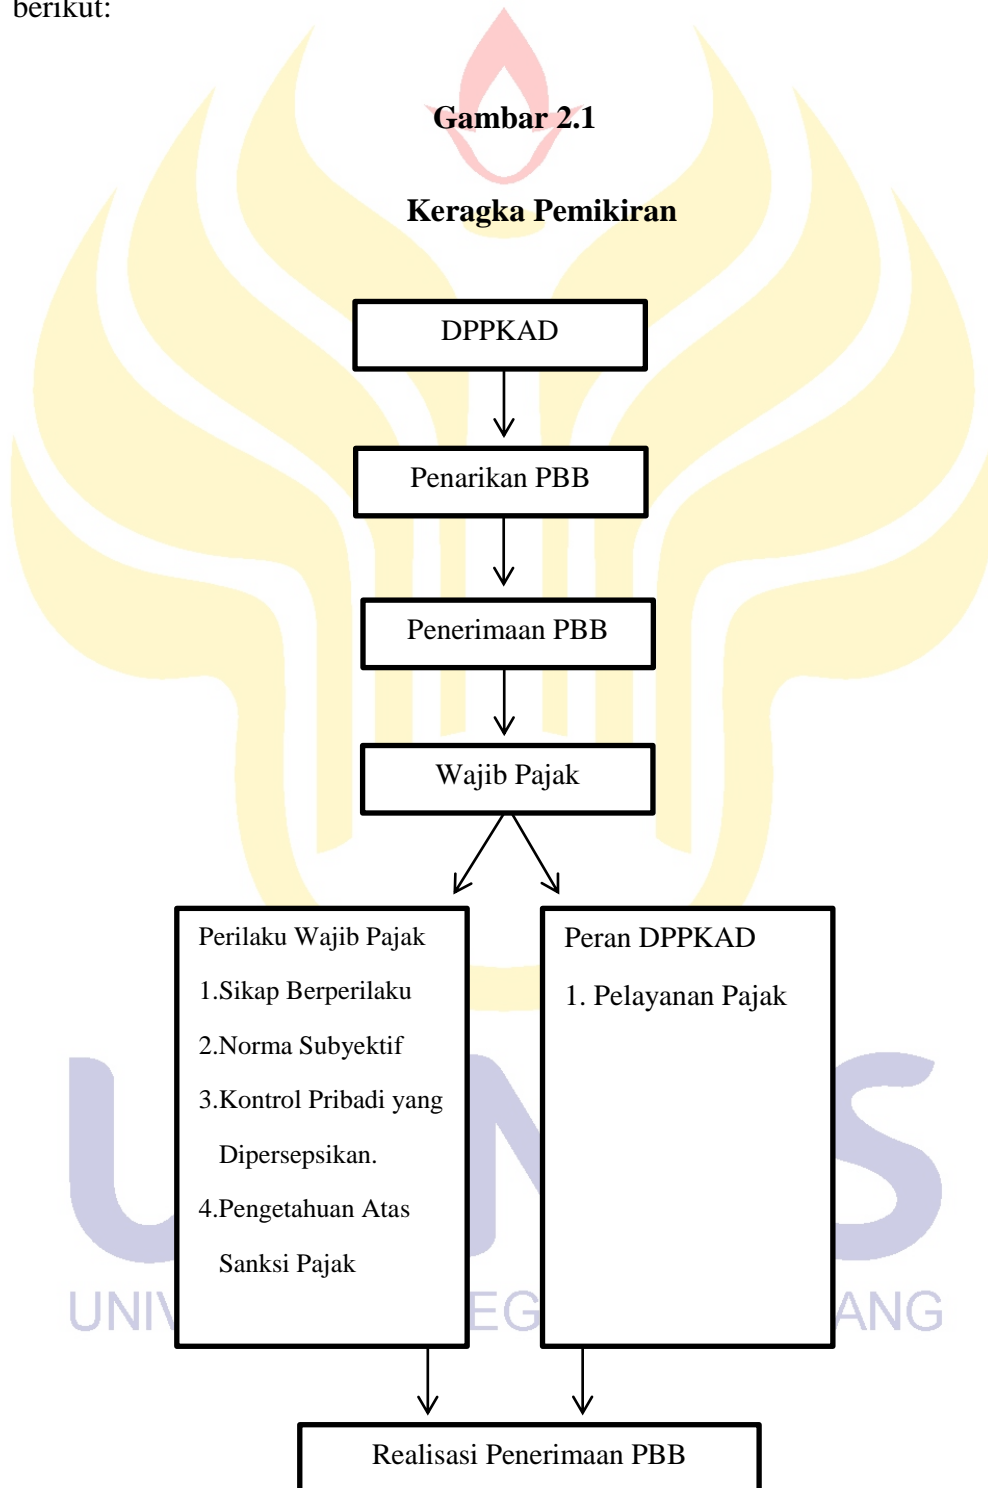 berikut:
Gambar 2.1
Keragka Pemikiran
DPPKAD
Penarikan PBB
Penerimaan PBB
Wajib Pajak
Perilaku Wajib Pajak
1.Sikap Berperilaku
2.Norma Subyektif
3.Kontrol Pribadi yang
Dipersepsikan.
4.Pengetahuan Atas
Sanksi Pajak
Peran DPPKAD
1. Pelayanan Pajak
Realisasi Penerimaan PBB